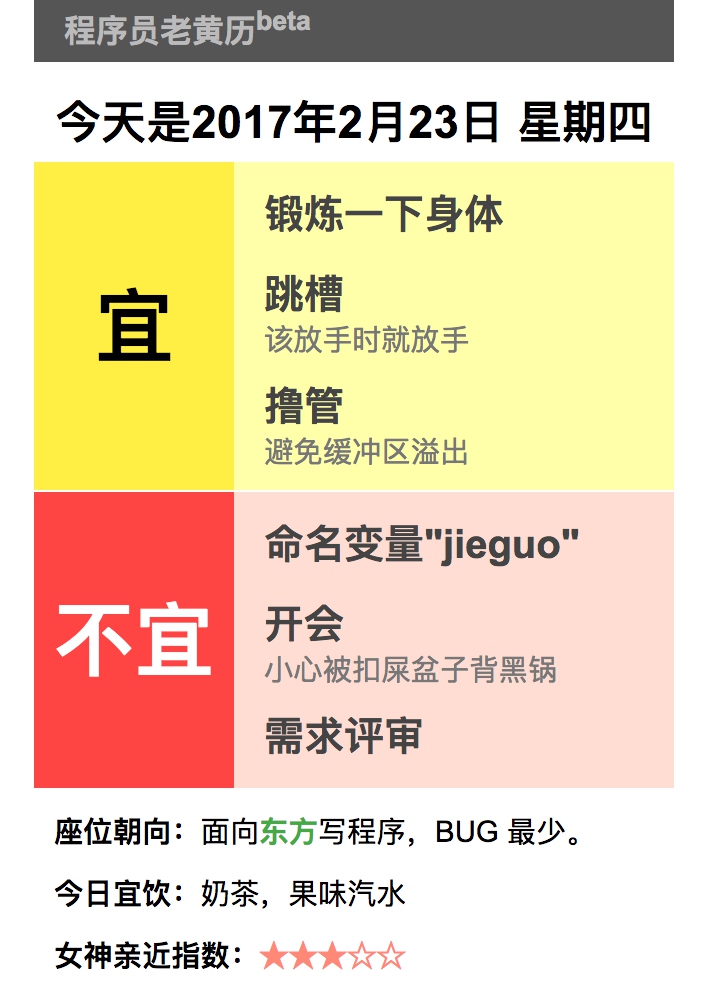 程序员老黄历beta
今天是2017年2月23日 星期四
宜
锻炼一下身体
跳槽
该放手时就放手
撸管
避免缓冲区溢出
不宜
命名变量"jieguo"
开会
小心被扣屎盆子背黑锅
需求评审
座位朝向：面向东方写程序，BUG 最少。
今日宜饮：奶茶，果味汽水
女神亲近指数：★★★☆☆